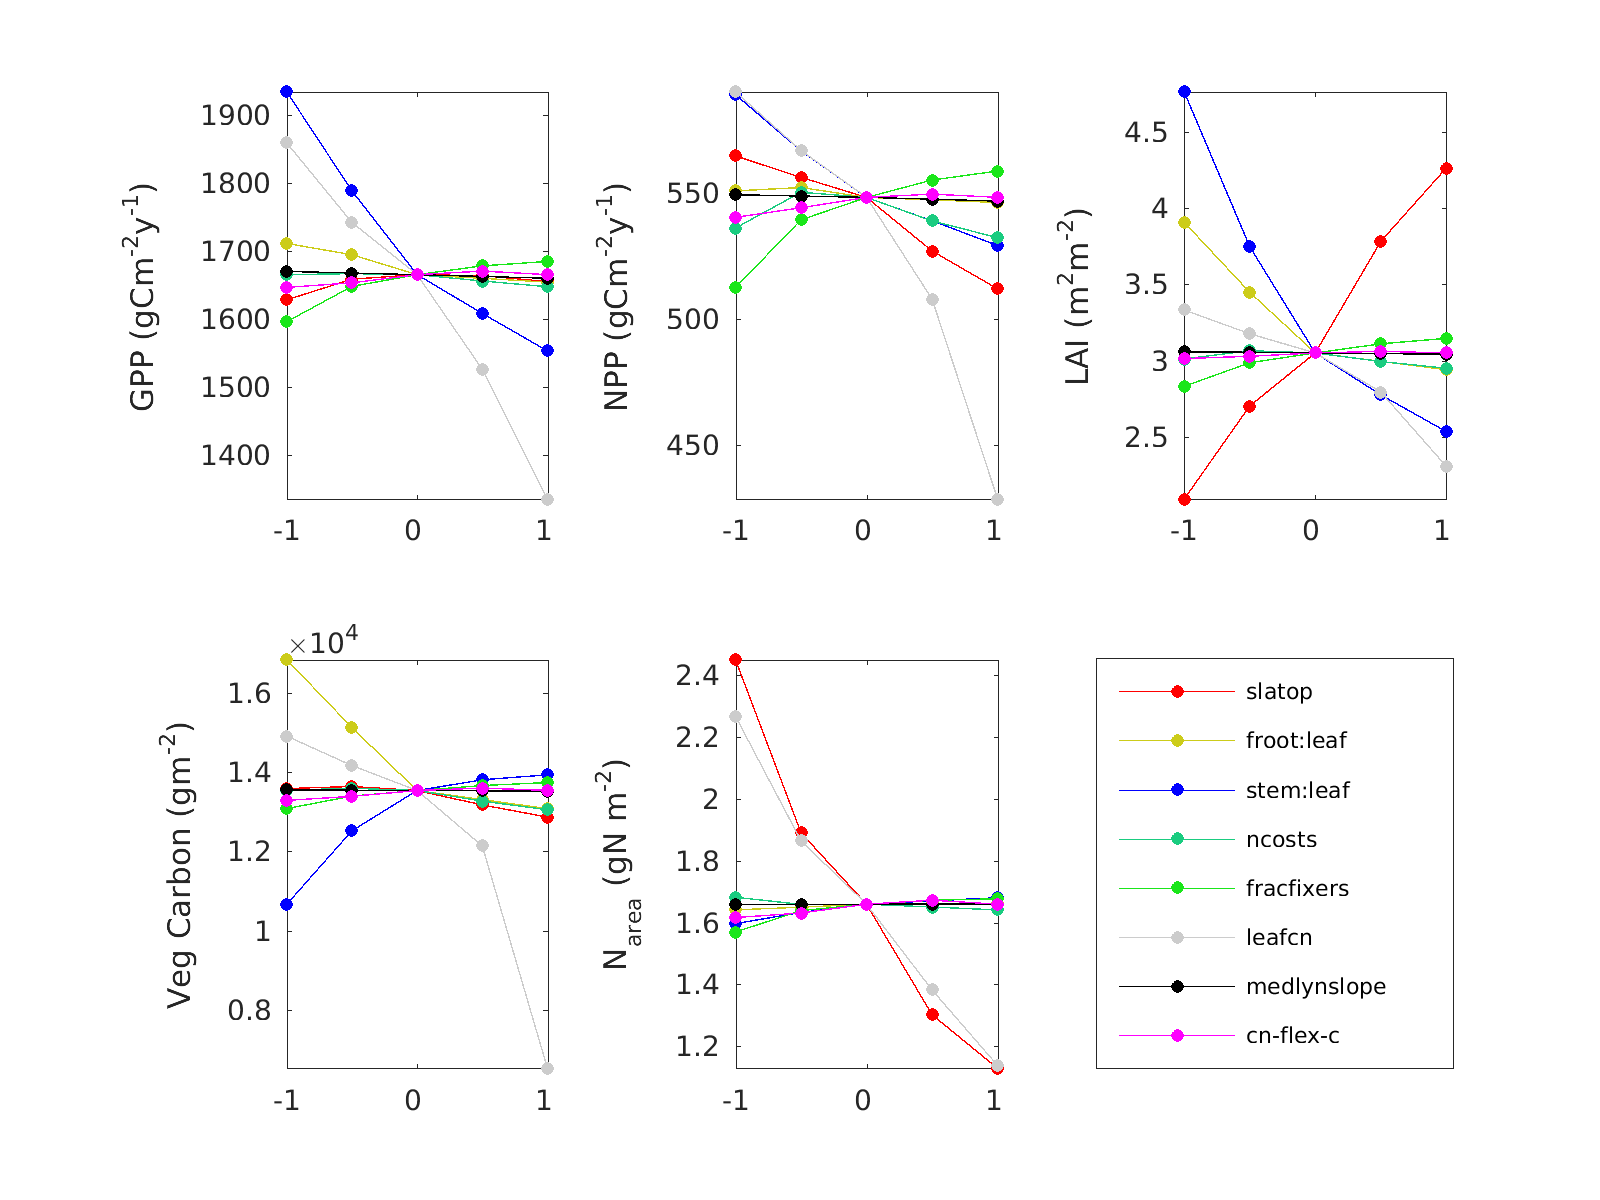 GPP (gCm-2y-1)
1900
1800
1700
1600
1500
1400
-1 0 1
NPP (gCm-2y-1)
550
500
450
-1 0 1
LAI (m2m-2)
4.5
4
3.5
3
2.5
-1 0 1
Veg Carbon (gm-2)
×104
1.6
1.4
1.2
1
0.8
-1 0 1
Narea (gN m-2)
2.4
2.2
2
1.8
1.6
1.4
1.2
-1 0 1
slatop
froot:leaf
stem:leaf
ncosts
fracfixers
leafcn
medlynslope
cn-flex-c